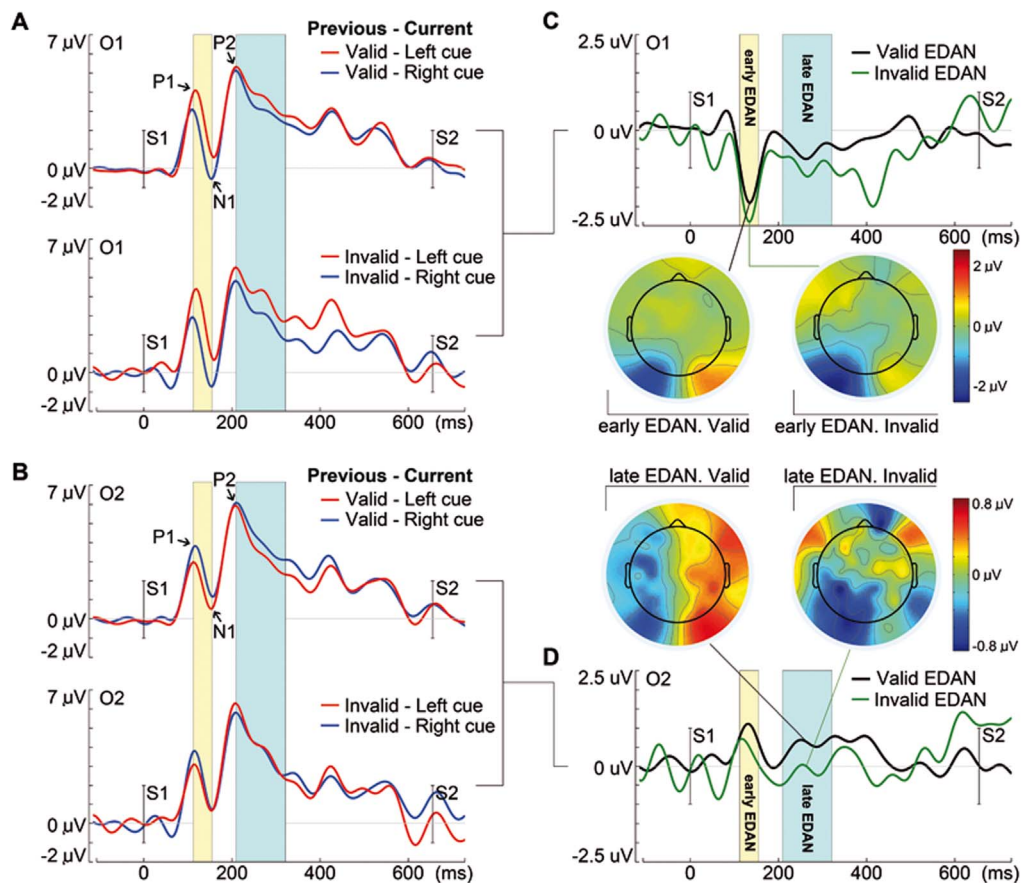 A
7 µV
O1
P2
Previous - Current
Valid - Left cue
Valid - Right cue
P1
S1
S2
0 µV
-2 µV
N1
7 µV
O1
Invalid - Left cue
Invalid - Right cue
S1
S2
0 µV
-2 µV
0 200 400 600 (ms)
B
7 µV
O2
P2
Previous - Current
Valid - Left cue
Valid - Right cue
P1
S1
S2
0 µV
-2 µV
N1
7 µV
O2
Invalid - Left cue
Invalid - Right cue
S1
S2
0 µV
-2 µV
0 200 400 600 (ms)
C
2.5 uV
O1
early EDAN
late EDAN
Valid EDAN
Invalid EDAN
S1
S2
0 uV
-2.5 uV
0 200 400 600 (ms)
2 µV
0 µV
-2 µV
early EDAN. Valid
early EDAN. Invalid
late EDAN. Valid
late EDAN. Invalid
0.8 µV
0 µV
-0.8 µV
D
2.5 uV
O2
Valid EDAN
Invalid EDAN
S1
S2
0 uV
early EDAN
late EDAN
-2.5 uV
0 200 400 600 (ms)